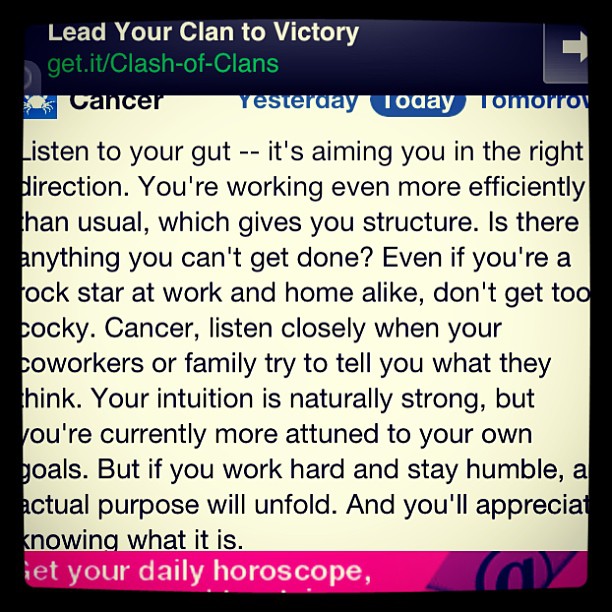 Lead Your Clan to Victory
get.it/Clash-of-Clans
Cancer Yesterday Today Tomorrow
Listen to your gut -- it's aiming you in the right
direction. You're working even more efficiently
than usual, which gives you structure. Is there
anything you can't get done? Even if you're a
rock star at work and home alike, don't get too
cocky. Cancer, listen closely when your
coworkers or family try to tell you what they
think. Your intuition is naturally strong, but
you're currently more attuned to your own
goals. But if you work hard and stay humble, a
actual purpose will unfold. And you'll appreciat
knowing what it is.
Get your daily horoscope,
@